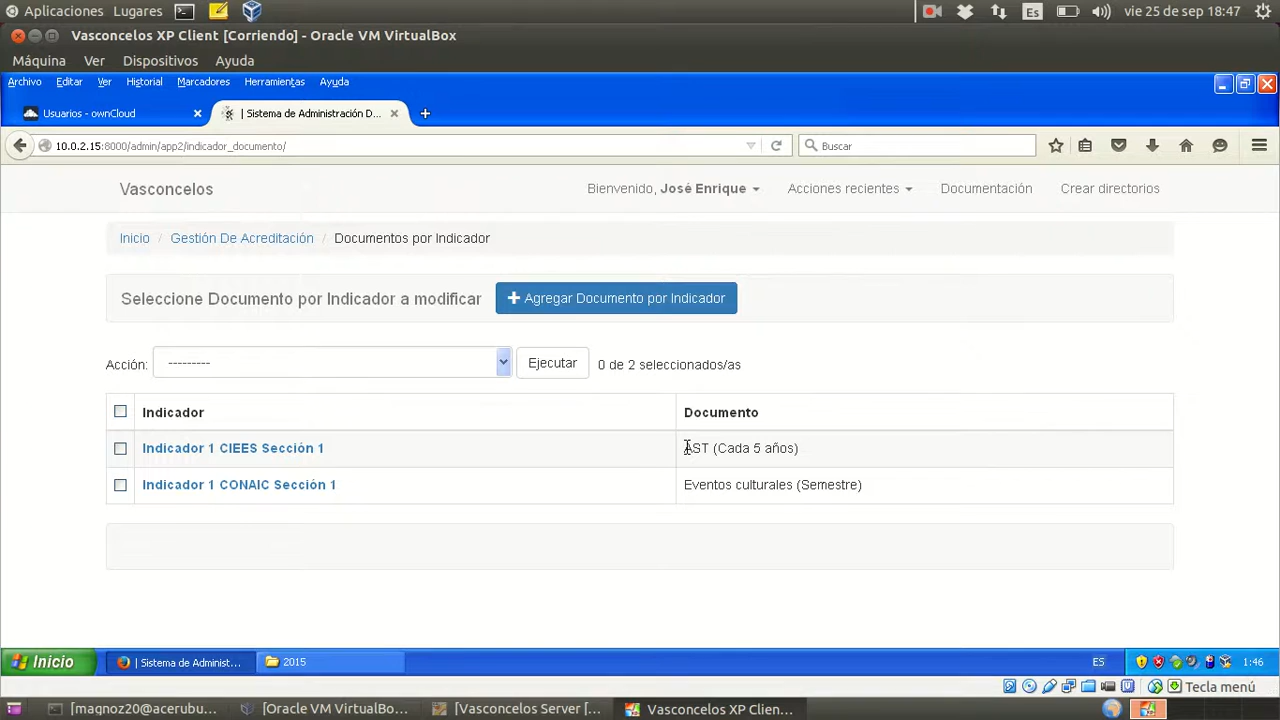 Aplicaciones Lugares Es vie 25 de sep 18:47
Vasconcelos XP Client [Corriendo] - Oracle VM VirtualBox
Máquina Ver Dispositivos Ayuda
Archivo Editar Ver Historial Marcadores Herramientas Ayuda
Usuarios - ownCloud | Sistema de Administración D...
10.0.2.15:8000/admin/app2/indicador_documento/ Buscar
Vasconcelos Bienvenido, José Enrique Acciones recientes Documentación Crear directorios
Inicio / Gestión De Acreditación / Documentos por Indicador
Seleccione Documento por Indicador a modificar Agregar Documento por Indicador
Acción: --------- Ejecutar 0 de 2 seleccionados/as
Indicador Documento
Indicador 1 CIEES Sección 1 (Cada 5 años)
Indicador 1 CONAIC Sección 1 Eventos culturales (Semestre)
Inicio | Sistema de Administ... 2015 ES 1:46
Tecla menú
[magnoz20@acerubu... [Oracle VM VirtualBo... [Vasconcelos Server [... Vasconcelos XP Clien...